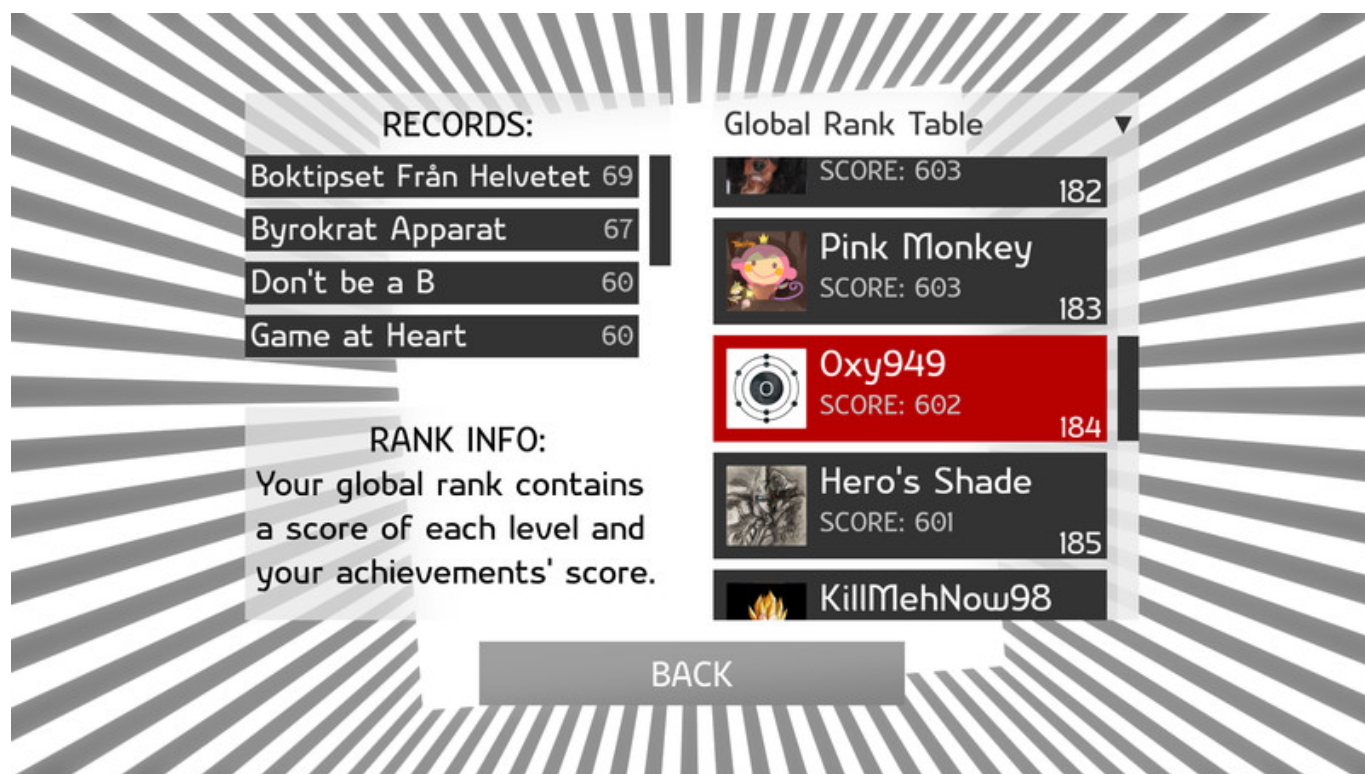 RECORDS:
Boktipset Från Helvetet 69
Byrokrat Apparat 67
Don't be a B 60
Game at Heart 60
RANK INFO:
Your global rank contains
a score of each level and
your achievements' score.
Global Rank Table ▼
SCORE: 603
182
Pink Monkey
SCORE: 603
183
Oxy949
SCORE: 602
184
Hero's Shade
SCORE: 601
185
KillMehNow98
BACK